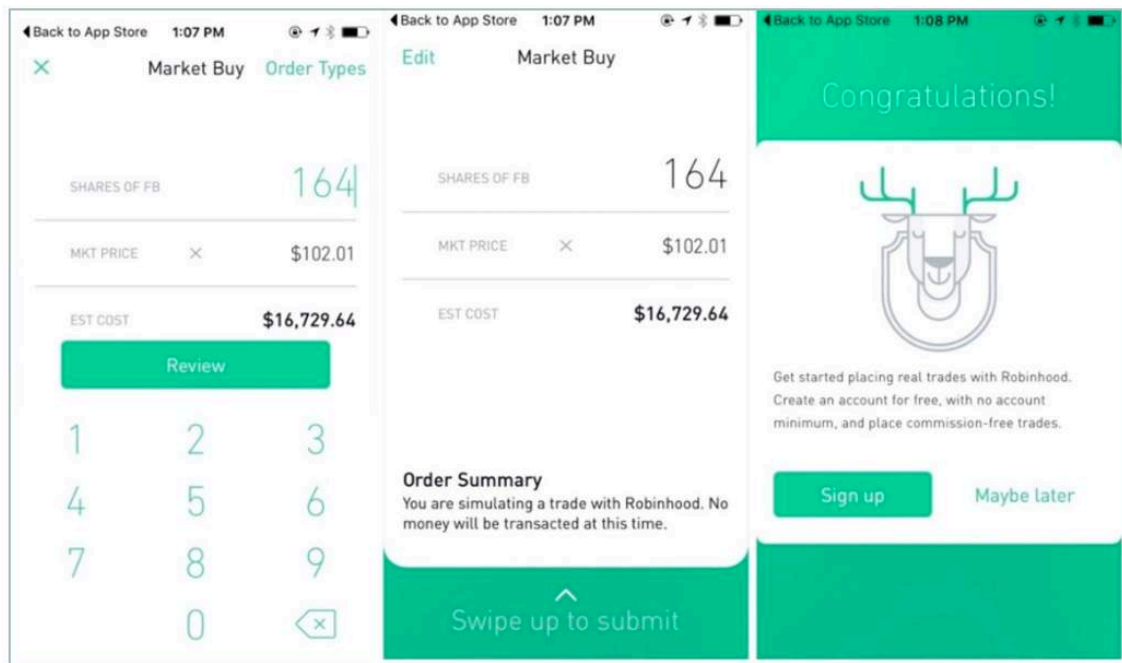 Back to App Store 1:07 PM
Market Buy Order Types
SHARES OF FB 164
MKT PRICE × $102.01
EST COST $16,729.64
Review
1 2 3
4 5 6
7 8 9
0
Back to App Store 1:07 PM
Edit Market Buy
SHARES OF FB 164
MKT PRICE × $102.01
EST COST $16,729.64
Order Summary
You are simulating a trade with Robinhood. No
money will be transacted at this time.
Swipe up to submit
Back to App Store 1:08 PM
Congratulations!
Get started placing real trades with Robinhood.
Create an account for free, with no account
minimum, and place commission-free trades.
Sign up Maybe later